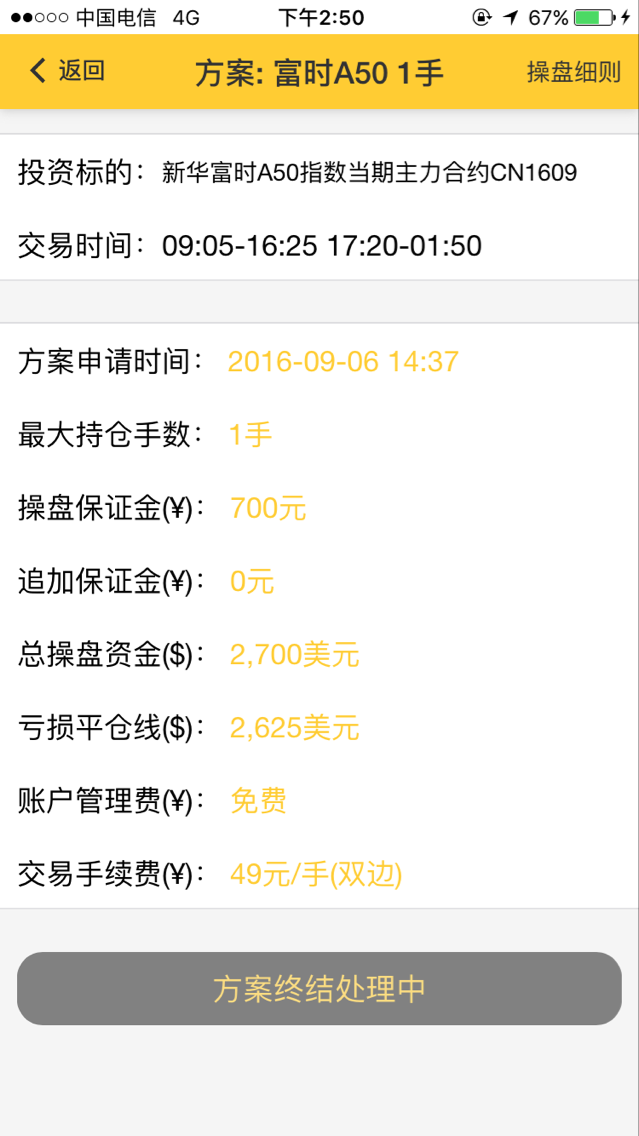 中国电信 4G 下午2:50 67%
返回 方案: 富时A50 1手 操盘细则
投资标的： 新华富时A50指数当期主力合约CN1609
交易时间： 09:05-16:25 17:20-01:50
方案申请时间： 2016-09-06 14:37
最大持仓手数： 1手
操盘保证金(¥)： 700元
追加保证金(¥)： 0元
总操盘资金($)： 2,700美元
亏损平仓线($)： 2,625美元
账户管理费(¥)： 免费
交易手续费(¥)： 49元/手(双边)
方案终结处理中